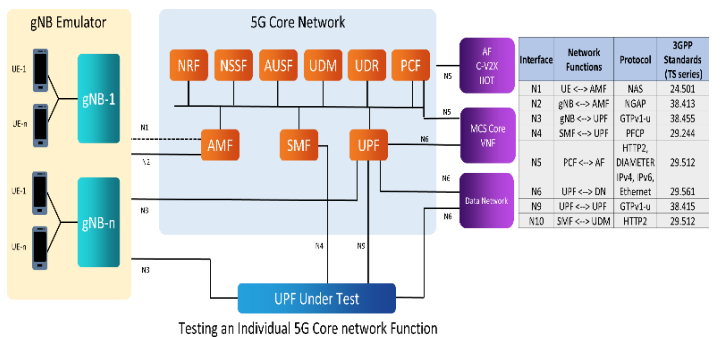 gNB Emulator
UE-1
UE-n
gNB-1
UE-1
UE-n
gNB-n
5G Core Network
NRF
NSSF
AUSF
UDM
UDR
PCF
AMF
SMF
UPF
N1
N2
N3
N3
N4
N9
N5
N5
N6
N6
N6
AF
C-V2X
IIOT
MCS Core
VNF
Data Network
UPF Under Test
Testing an Individual 5G Core network Function
Interface Network Functions Protocol 3GPP Standards (TS series)
N1 UE <--> AMF NAS 24.501
N2 gNB <--> AMF NGAP 38.413
N3 gNB <--> UPF GTPv1-u 38.455
N4 SMF <--> UPF PFCP 29.244
N5 PCF <--> AF HTTP2, DIAMETER 29.512
N6 UPF <--> DN IPv4, IPv6, Ethernet 29.561
N9 UPF <--> UPF GTPv1-u 38.415
N10 SMF <--> UDM HTTP2 29.512